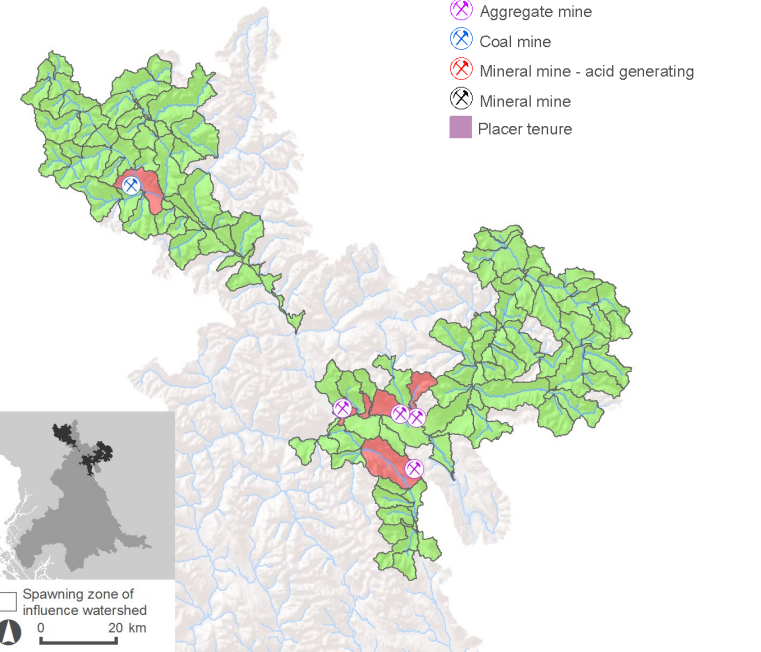 Aggregate mine
Coal mine
Mineral mine - acid generating
Mineral mine
Placer tenure
Spawning zone of
influence watershed
0 20 km